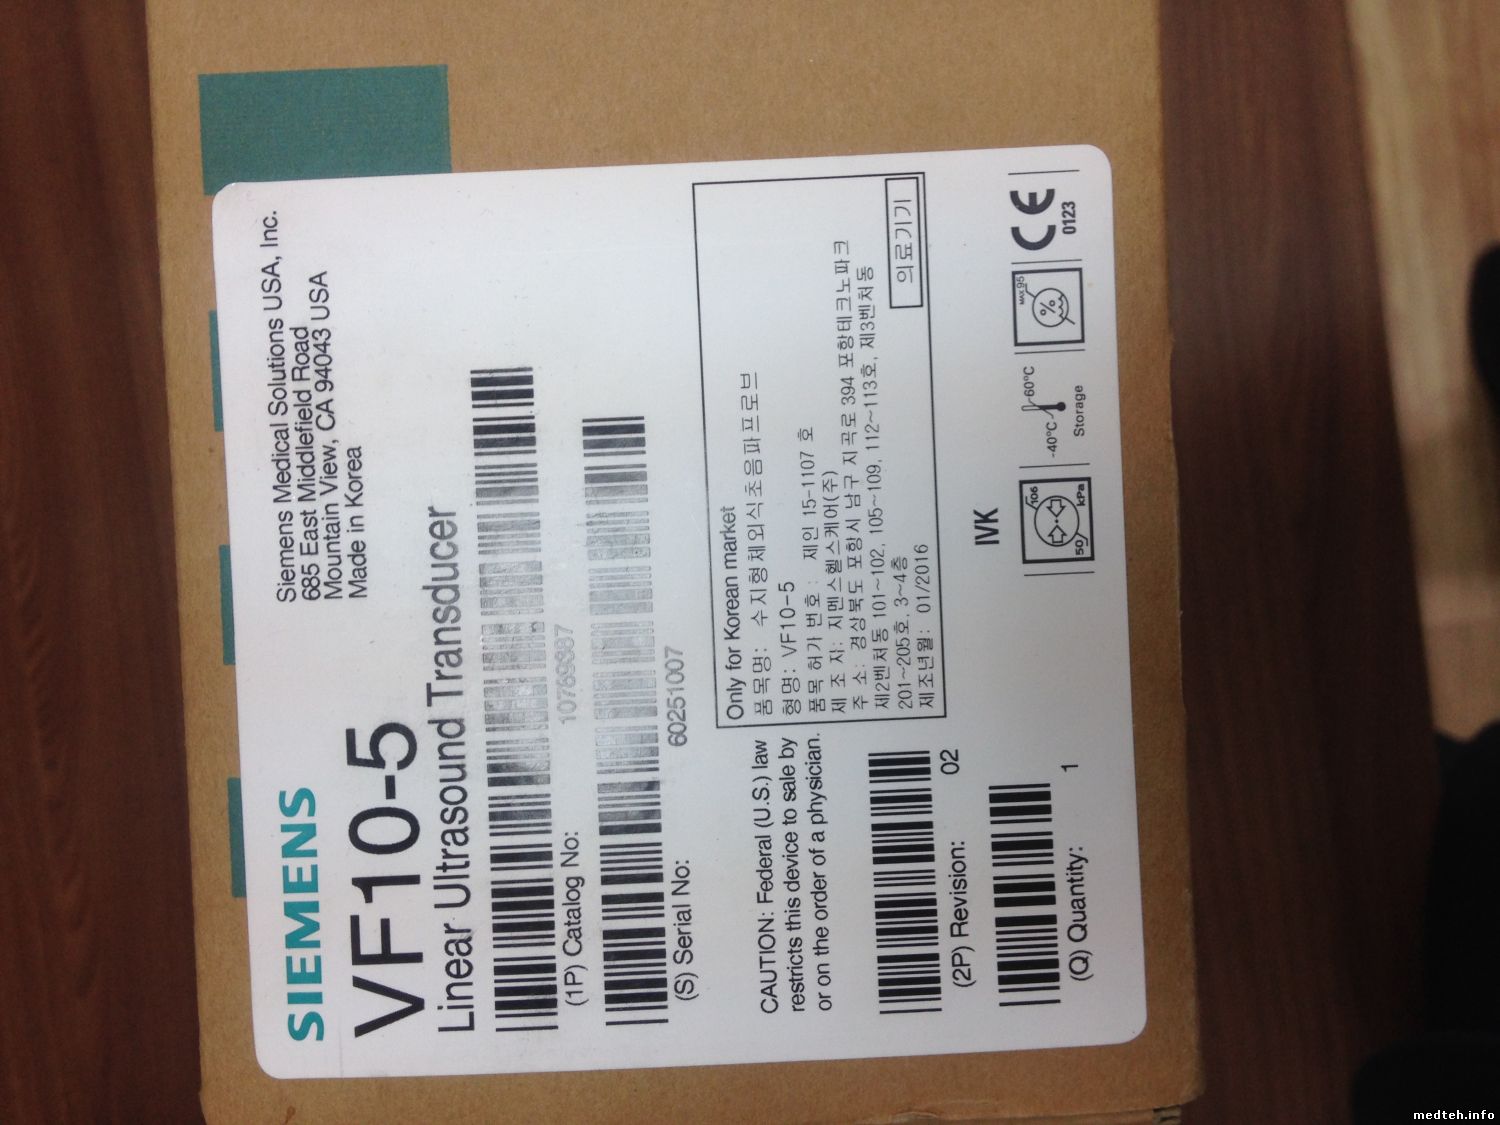 SIEMENS
Siemens Medical Solutions USA, Inc.
685 East Middlefield Road
Mountain View, CA 94043 USA
Made in Korea
VF10-5
Linear Ultrasound Transducer
(1P) Catalog No:
(S) Serial No: 60251007
CAUTION: Federal (U.S.) law
restricts this device to sale by
or on the order of a physician.
Only for Korean market
품목명: 수지형체외식초음파프로브
형명: VF10-5
품목 허가 번호 : 제인 15-1107 호
제 조 자: 지멘스헬스케어(주)
주 소: 경상북도 포항시 남구 지곡로 394 포항테크노파크
제2벤처동 101~102, 105~109, 112~113호, 제3벤처동
201~205호, 3~4층
제조년월: 01/2016
의료기기
(2P) Revision: 02
(Q) Quantity: 1
IVK
50 106 kPa
-40°C 60°C
Storage
MAX 95
%
CE
0123
medteh.info